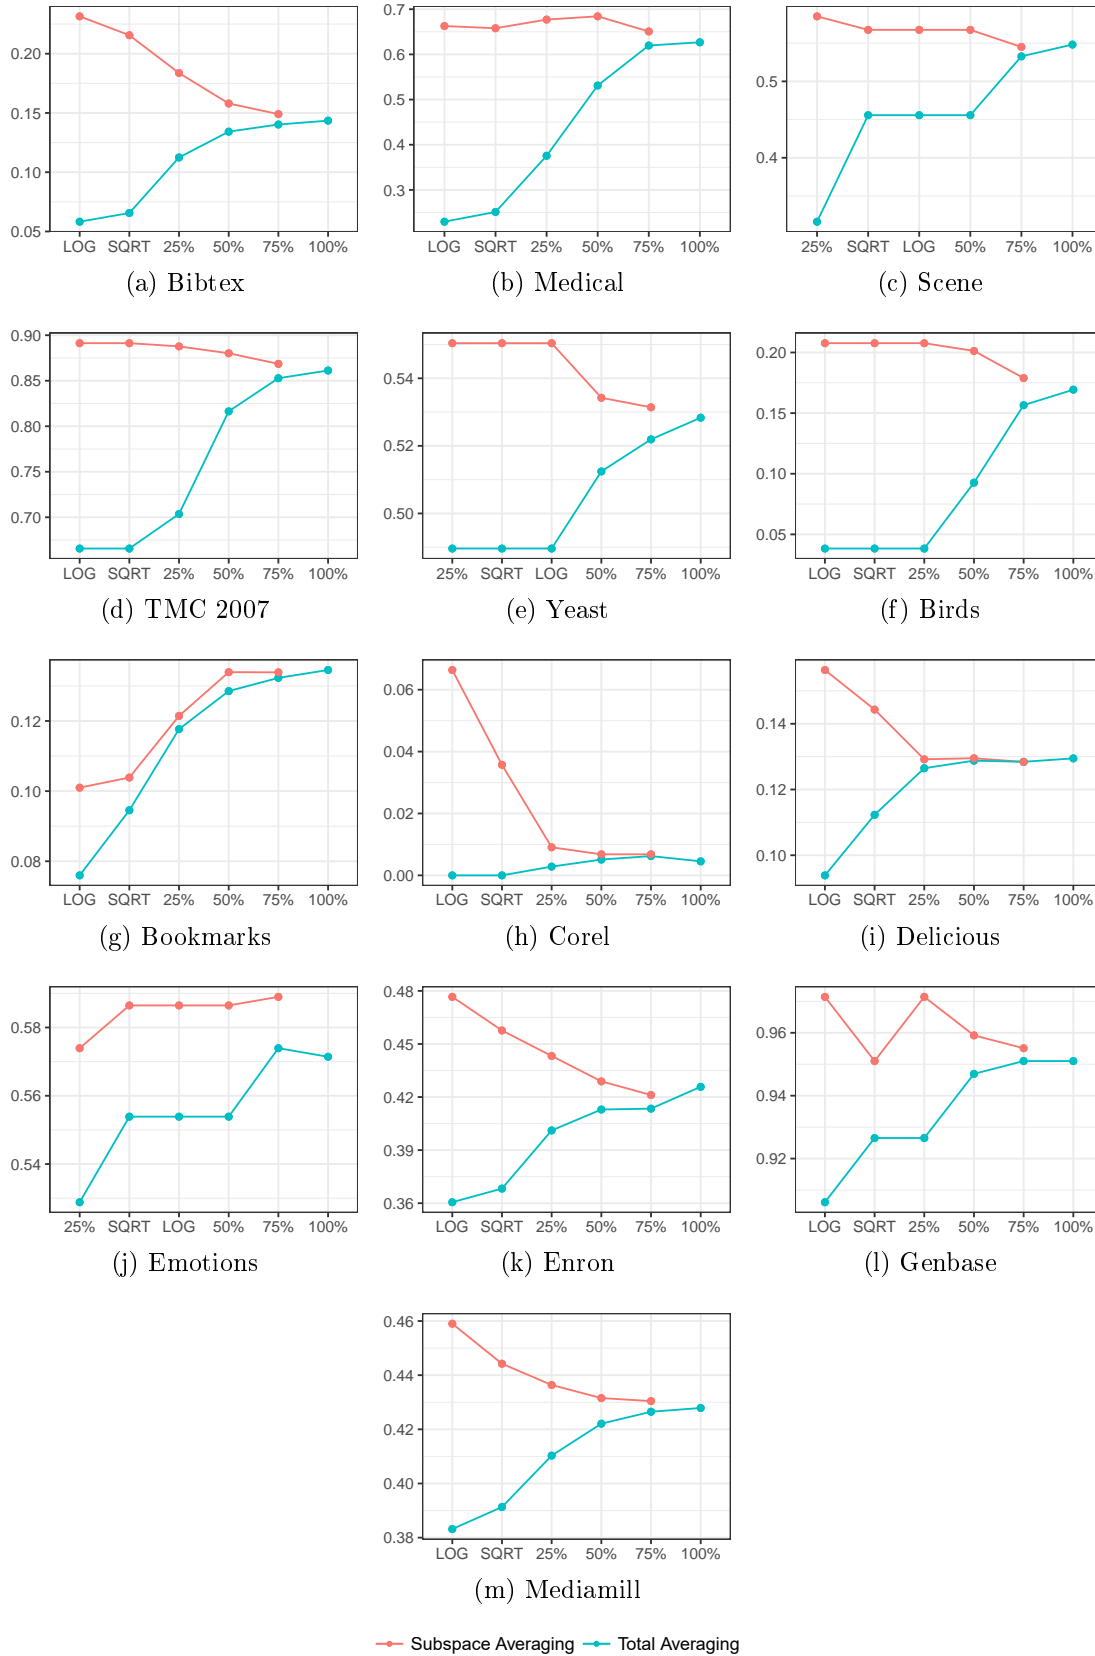 0.20
0.15
0.10
0.05
LOG SQRT 25% 50% 75% 100%
(a) Bibtex
0.7
0.6
0.5
0.4
0.3
LOG SQRT 25% 50% 75% 100%
(b) Medical
0.5
0.4
25% SQRT LOG 50% 75% 100%
(c) Scene
0.90
0.85
0.80
0.75
0.70
LOG SQRT 25% 50% 75% 100%
(d) TMC 2007
0.54
0.52
0.50
25% SQRT LOG 50% 75% 100%
(e) Yeast
0.20
0.15
0.10
0.05
LOG SQRT 25% 50% 75% 100%
(f) Birds
0.12
0.10
0.08
LOG SQRT 25% 50% 75% 100%
(g) Bookmarks
0.06
0.04
0.02
0.00
LOG SQRT 25% 50% 75% 100%
(h) Corel
0.14
0.12
0.10
LOG SQRT 25% 50% 75% 100%
(i) Delicious
0.58
0.56
0.54
25% SQRT LOG 50% 75% 100%
(j) Emotions
0.48
0.45
0.42
0.39
0.36
LOG SQRT 25% 50% 75% 100%
(k) Enron
0.96
0.94
0.92
LOG SQRT 25% 50% 75% 100%
(l) Genbase
0.46
0.44
0.42
0.40
0.38
LOG SQRT 25% 50% 75% 100%
(m) Mediamill
Subspace Averaging Total Averaging